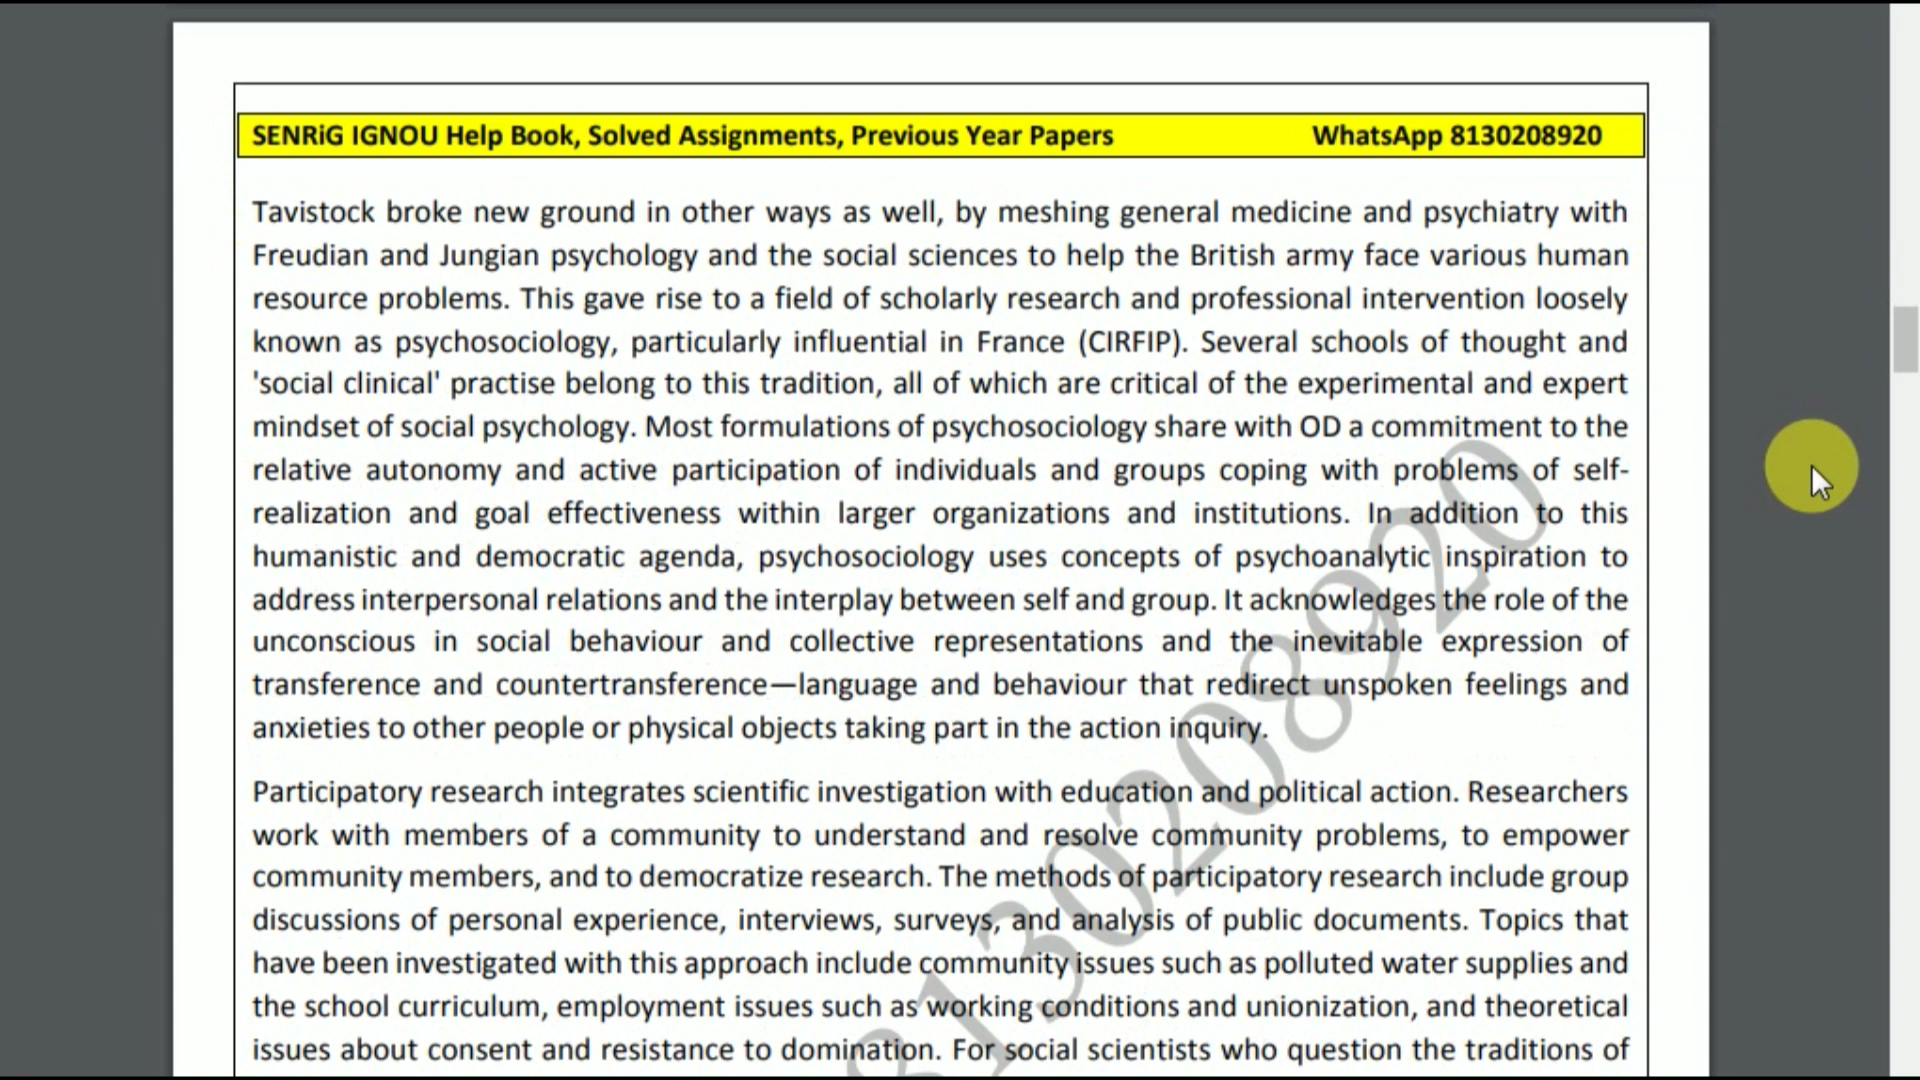 SENRiG IGNOU Help Book, Solved Assignments, Previous Year Papers WhatsApp 8130208920
Tavistock broke new ground in other ways as well, by meshing general medicine and psychiatry with
Freudian and Jungian psychology and the social sciences to help the British army face various human
resource problems. This gave rise to a field of scholarly research and professional intervention loosely
known as psychosociology, particularly influential in France (CIRFIP). Several schools of thought and
'social clinical' practise belong to this tradition, all of which are critical of the experimental and expert
mindset of social psychology. Most formulations of psychosociology share with OD a commitment to the
relative autonomy and active participation of individuals and groups coping with problems of self-
realization and goal effectiveness within larger organizations and institutions. In addition to this
humanistic and democratic agenda, psychosociology uses concepts of psychoanalytic inspiration to
address interpersonal relations and the interplay between self and group. It acknowledges the role of the
unconscious in social behaviour and collective representations and the inevitable expression of
transference and countertransference—language and behaviour that redirect unspoken feelings and
anxieties to other people or physical objects taking part in the action inquiry.
Participatory research integrates scientific investigation with education and political action. Researchers
work with members of a community to understand and resolve community problems, to empower
community members, and to democratize research. The methods of participatory research include group
discussions of personal experience, interviews, surveys, and analysis of public documents. Topics that
have been investigated with this approach include community issues such as polluted water supplies and
the school curriculum, employment issues such as working conditions and unionization, and theoretical
issues about consent and resistance to domination. For social scientists who question the traditions of
8130208920